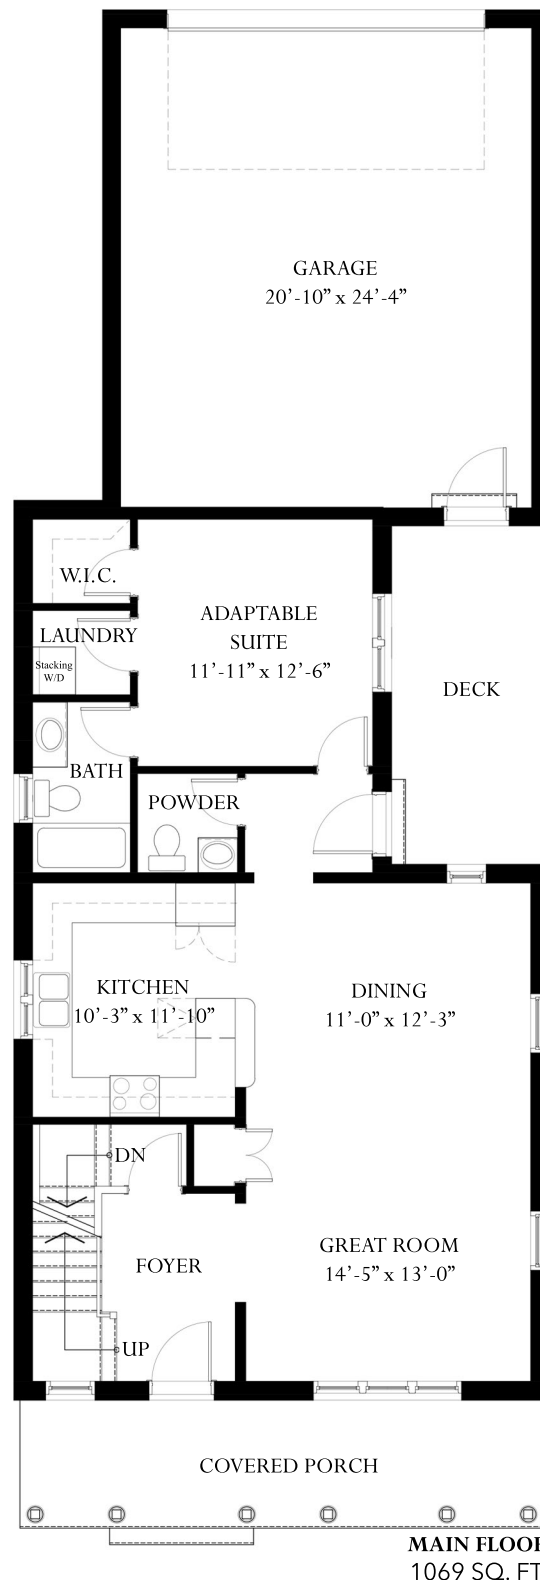 GARAGE
20'-10" x 24'-4"
W.I.C.
LAUNDRY
Stacking
W/D
ADAPTABLE
SUITE
11'-11" x 12'-6"
DECK
BATH
POWDER
KITCHEN
10'-3" x 11'-10"
DINING
11'-0" x 12'-3"
DN
FOYER
UP
GREAT ROOM
14'-5" x 13'-0"
COVERED PORCH
MAIN FLOOR
1069 SQ. FT